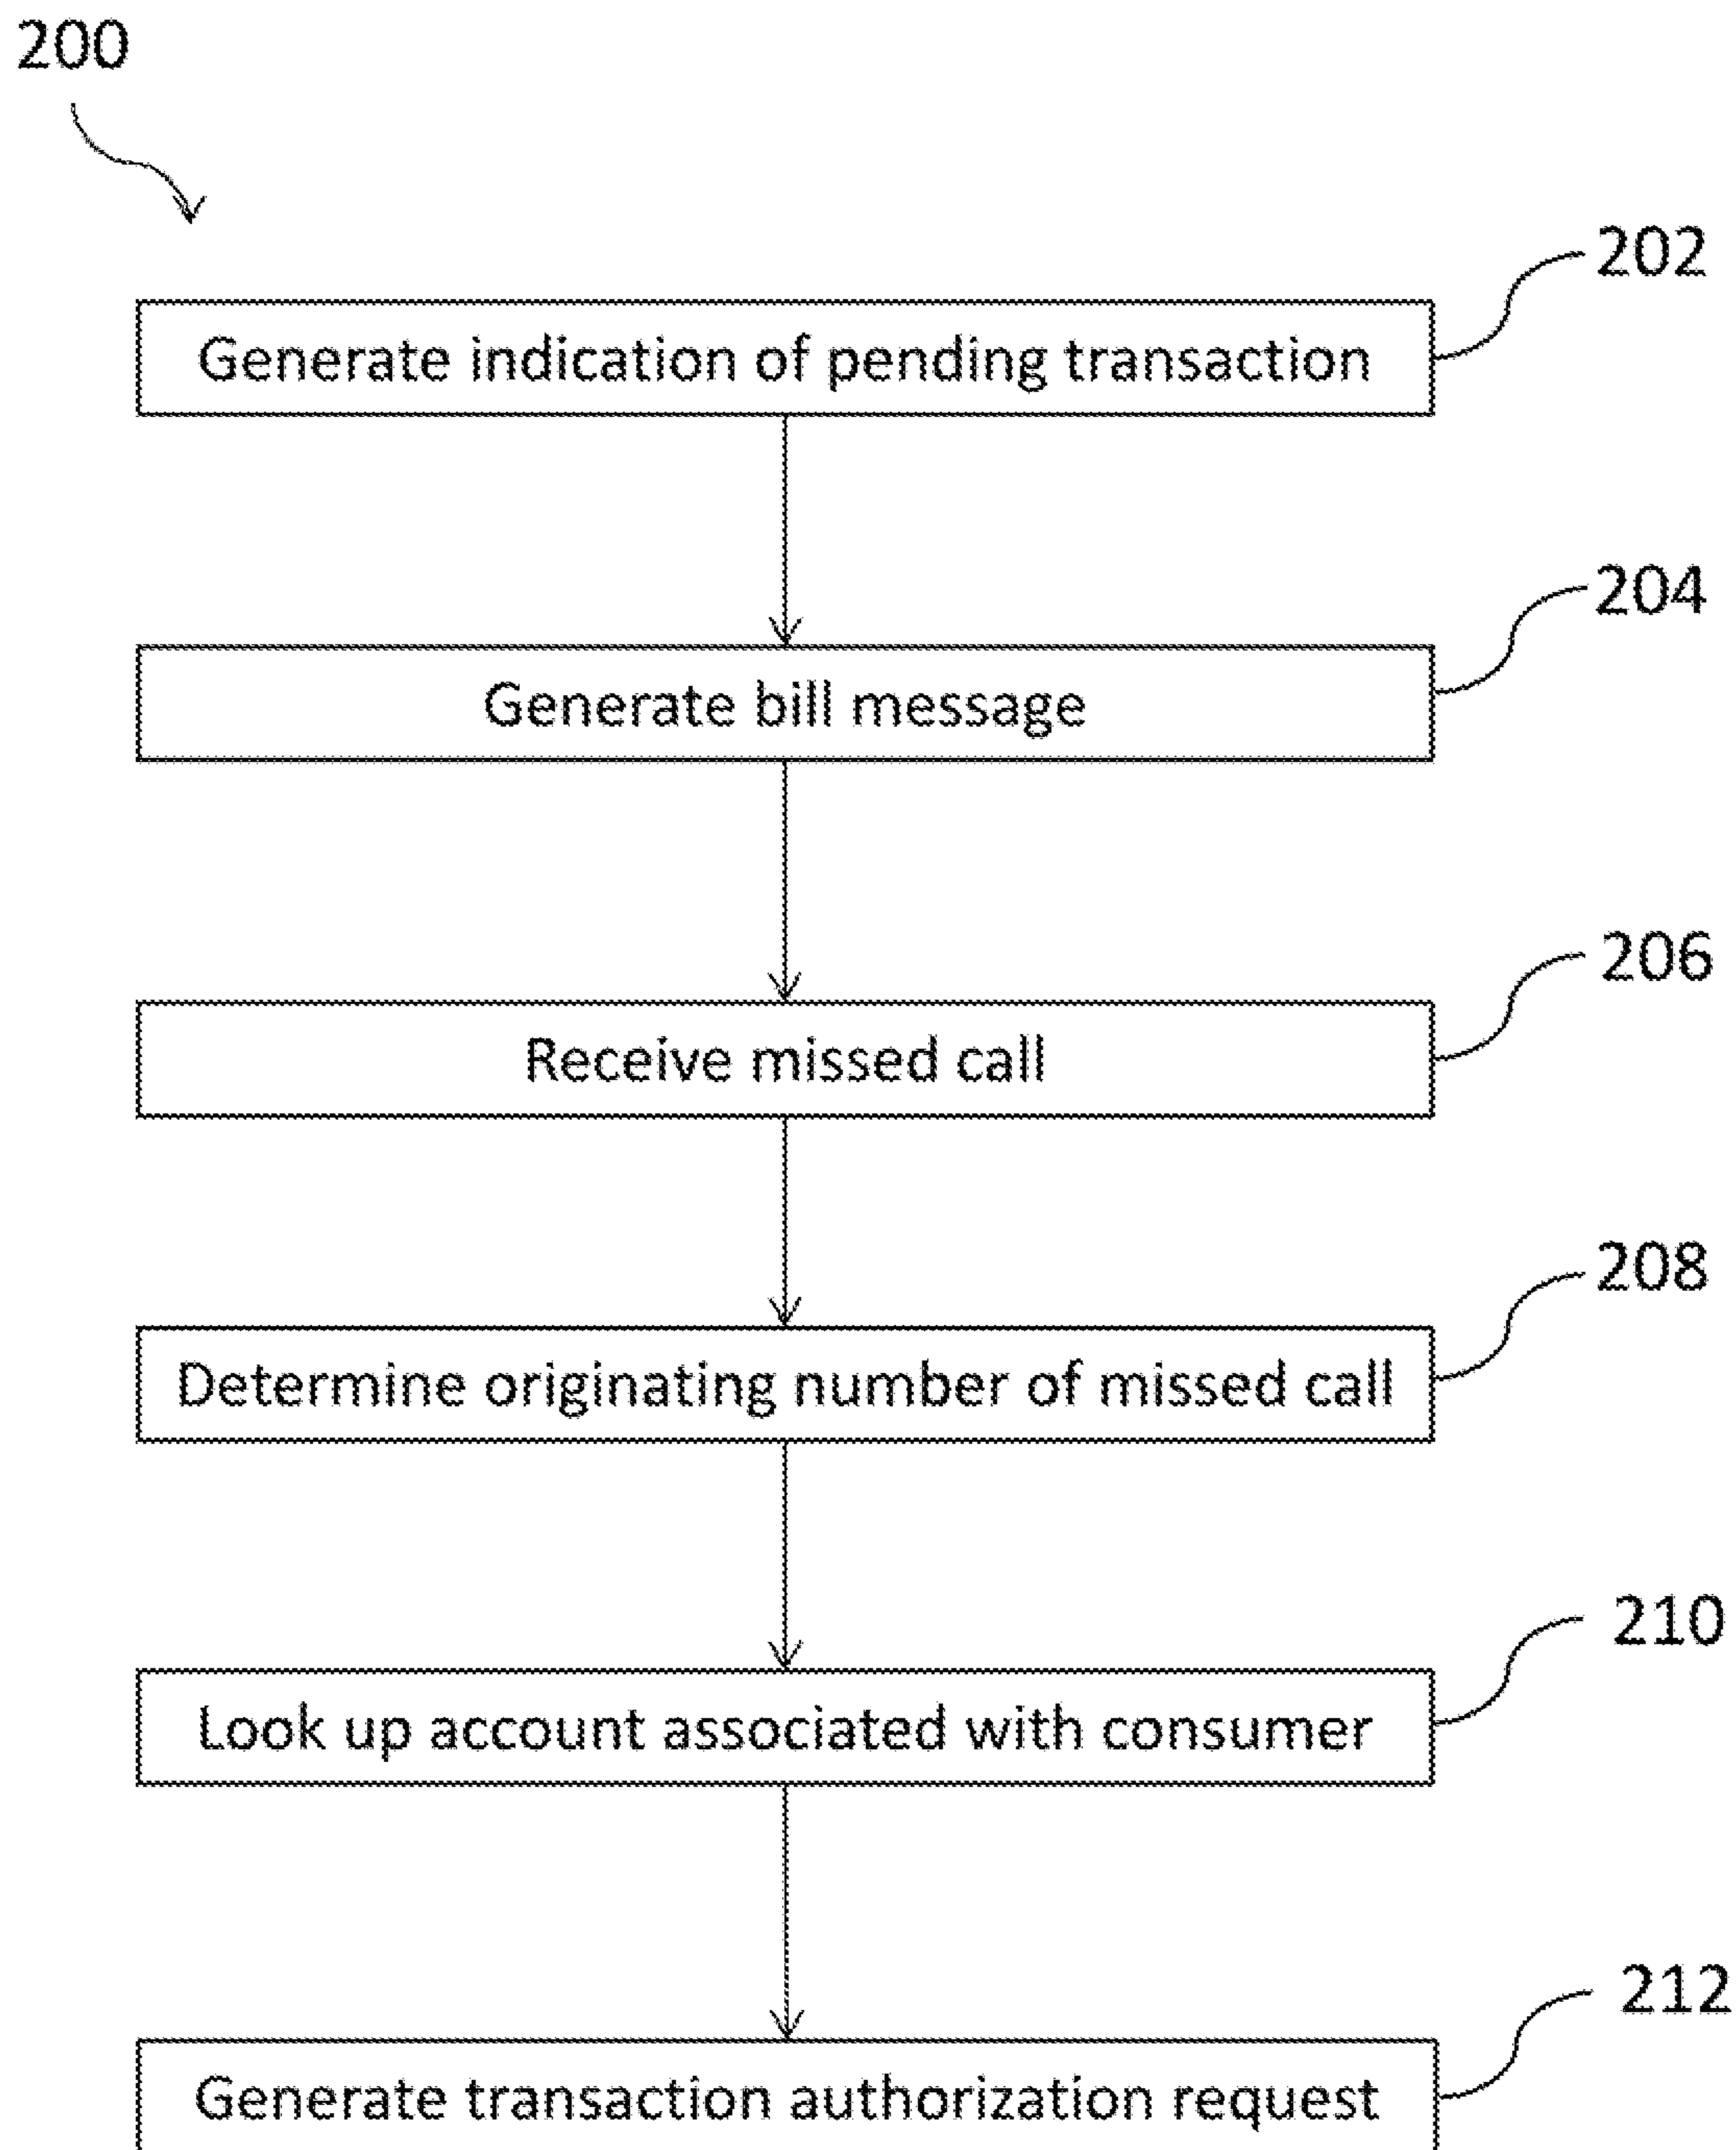 200
202
Generate indication of pending transaction
204
Generate bill message
206
Receive missed call
208
Determine originating number of missed call
210
Look up account associated with consumer
212
Generate transaction authorization request